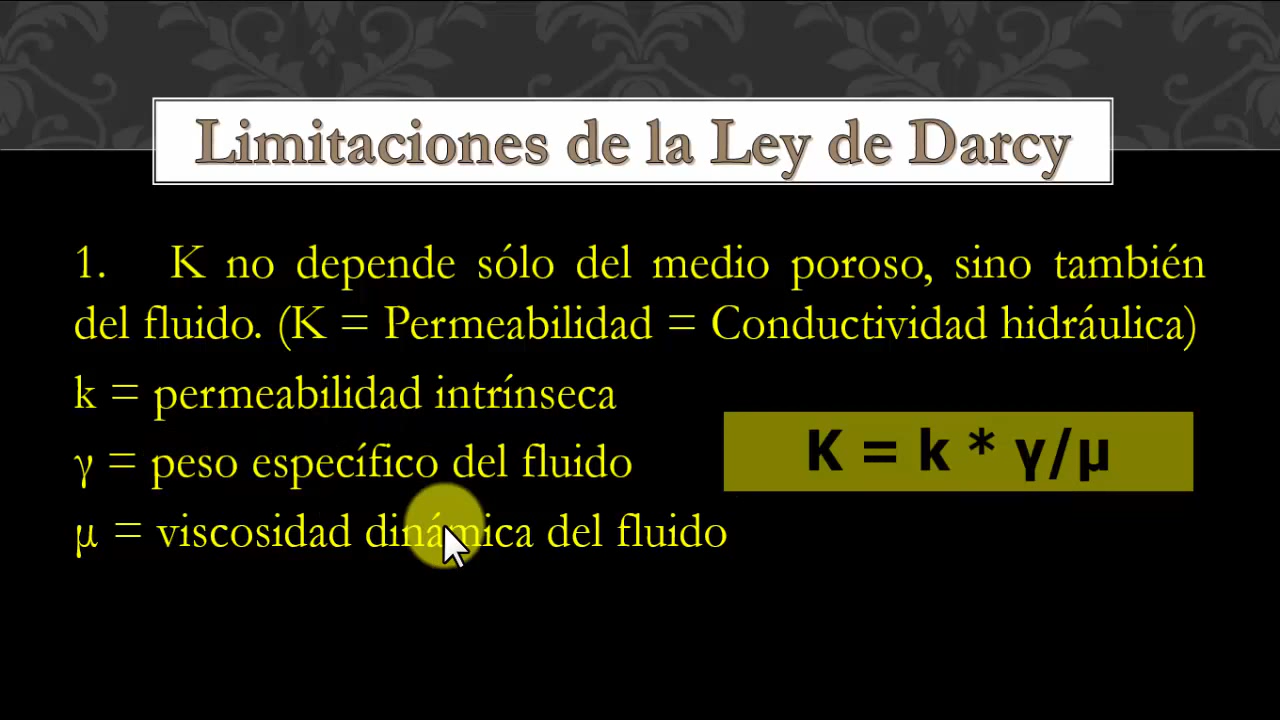 Limitaciones de la Ley de Darcy
1. K no depende sólo del medio poroso, sino también
del fluido. (K = Permeabilidad = Conductividad hidráulica)
k = permeabilidad intrínseca
γ = peso específico del fluido
K = k * γ/μ
μ = viscosidad dinámica del fluido